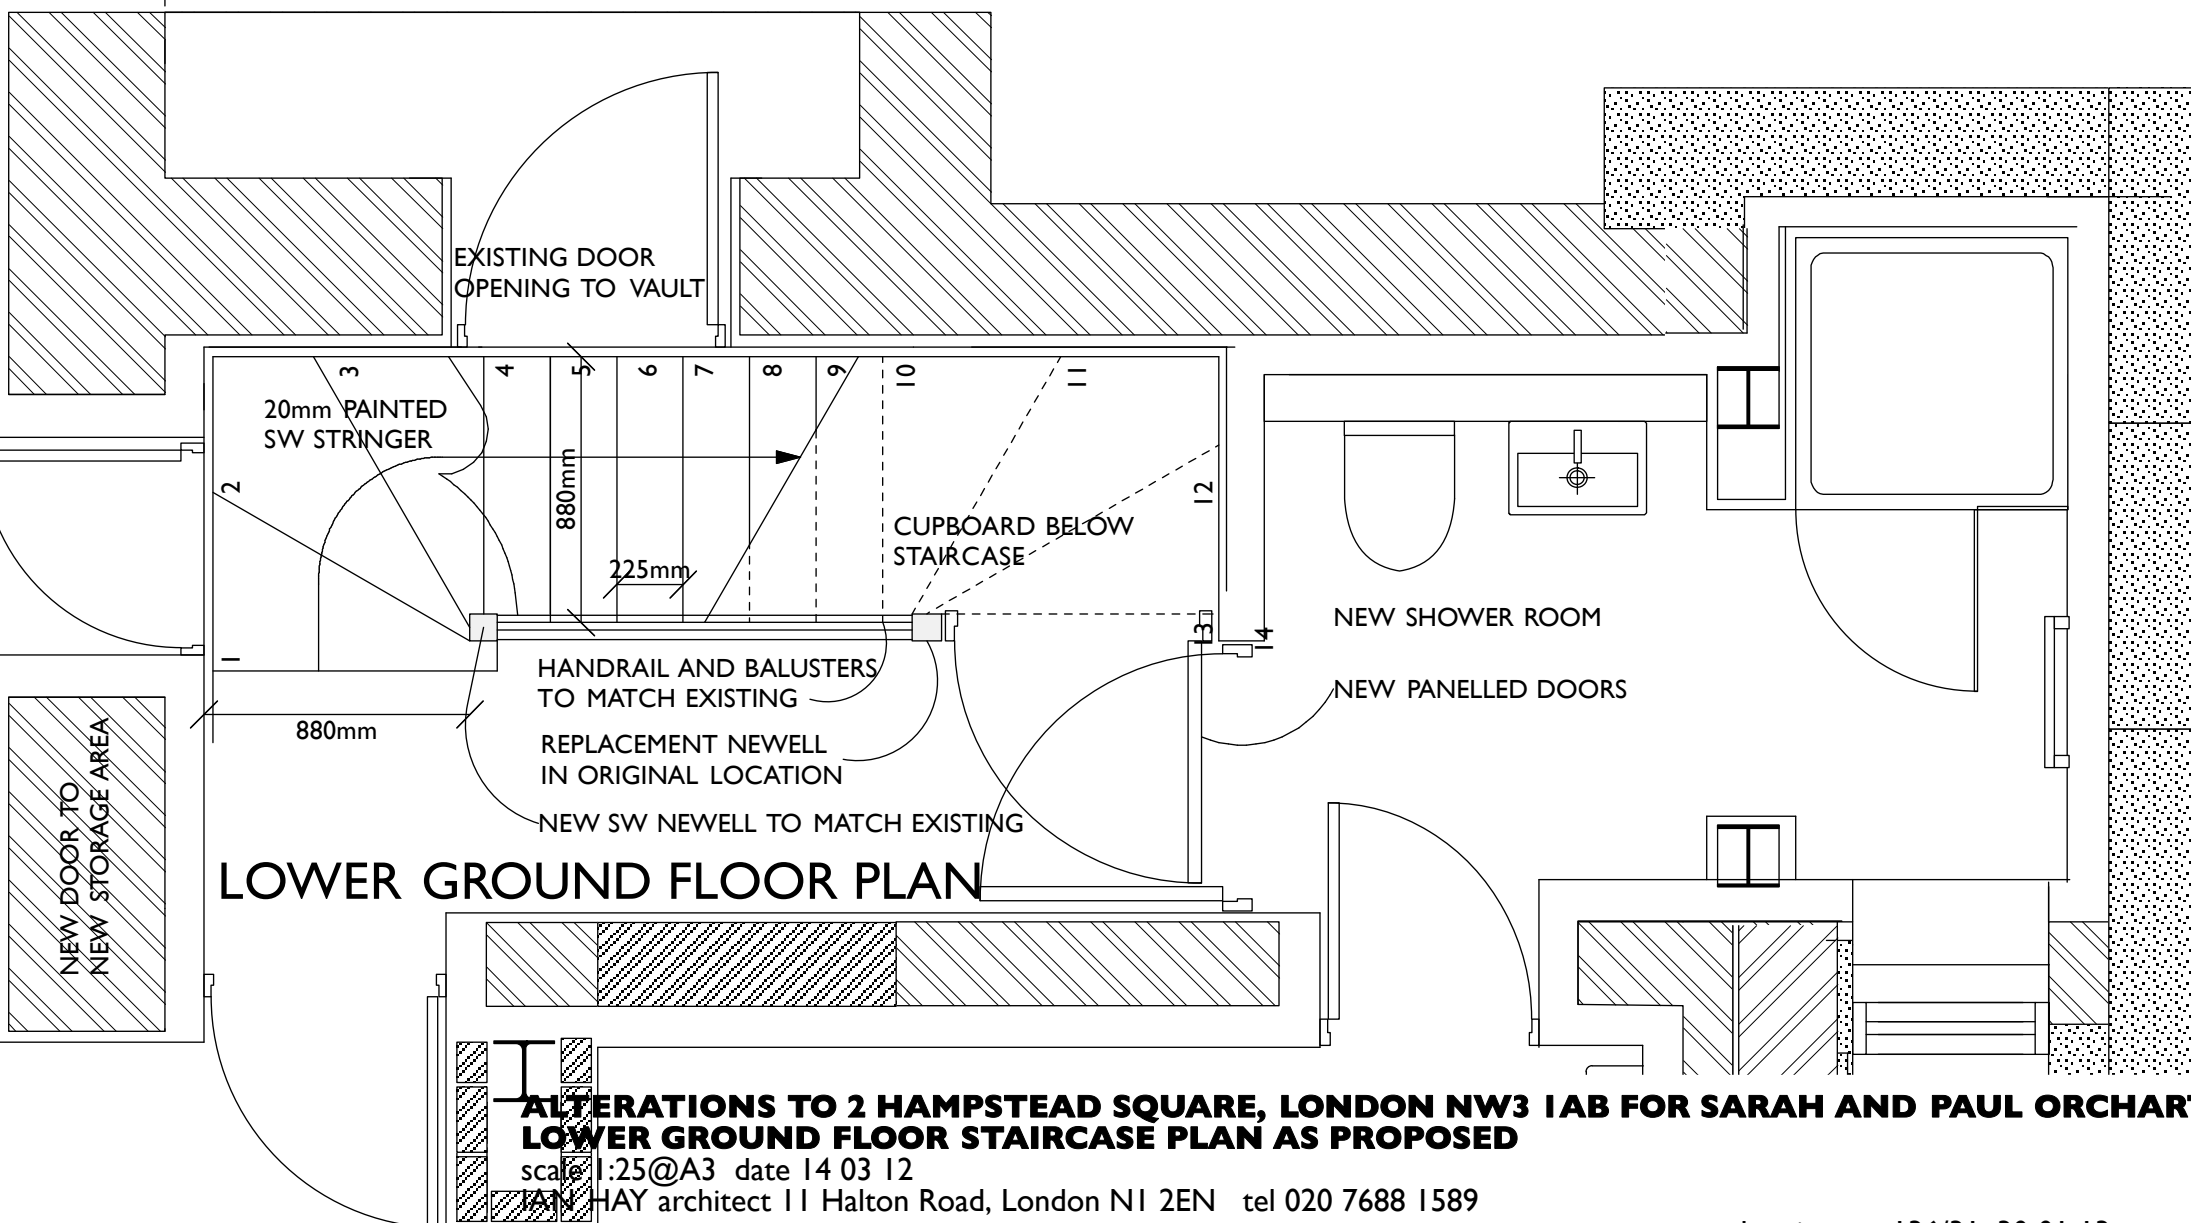 EXISTING DOOR
OPENING TO VAULT
3
4
5
6
7
8
9
10
11
20mm PAINTED
SW STRINGER
2
880mm
12
CUPBOARD BELOW
STAIRCASE
225mm
NEW SHOWER ROOM
1
13
14
HANDRAIL AND BALUSTERS
TO MATCH EXISTING
NEW PANELLED DOORS
880mm
REPLACEMENT NEWELL
IN ORIGINAL LOCATION
NEW DOOR TO
NEW STORAGE AREA
NEW SW NEWELL TO MATCH EXISTING
LOWER GROUND FLOOR PLAN
ALTERATIONS TO 2 HAMPSTEAD SQUARE, LONDON NW3 1AB FOR SARAH AND PAUL ORCHART
LOWER GROUND FLOOR STAIRCASE PLAN AS PROPOSED
scale 1:25@A3 date 14 03 12
IAN HAY architect 11 Halton Road, London N1 2EN tel 020 7688 1589